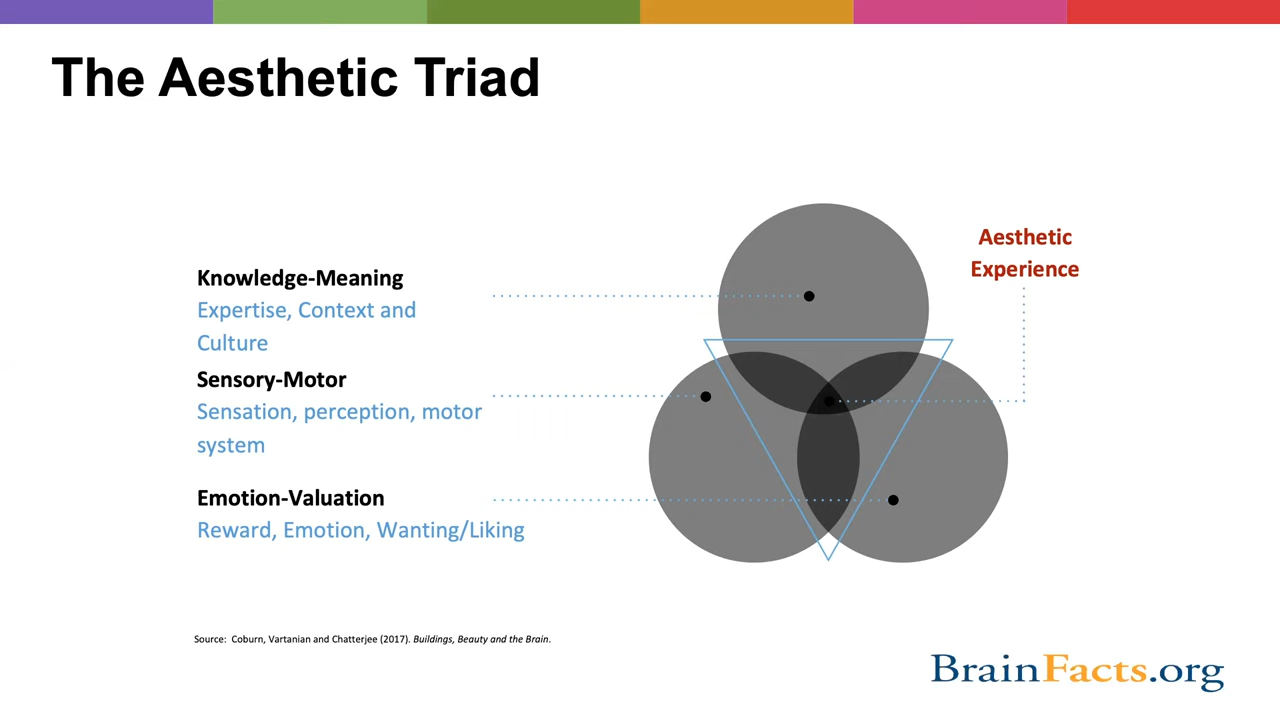 The Aesthetic Triad
Aesthetic
Experience
Knowledge-Meaning
Expertise, Context and
Culture
Sensory-Motor
Sensation, perception, motor
system
Emotion-Valuation
Reward, Emotion, Wanting/Liking
Source:  Coburn, Vartanian and Chatterjee (2017). Buildings, Beauty and the Brain.
BrainFacts.org